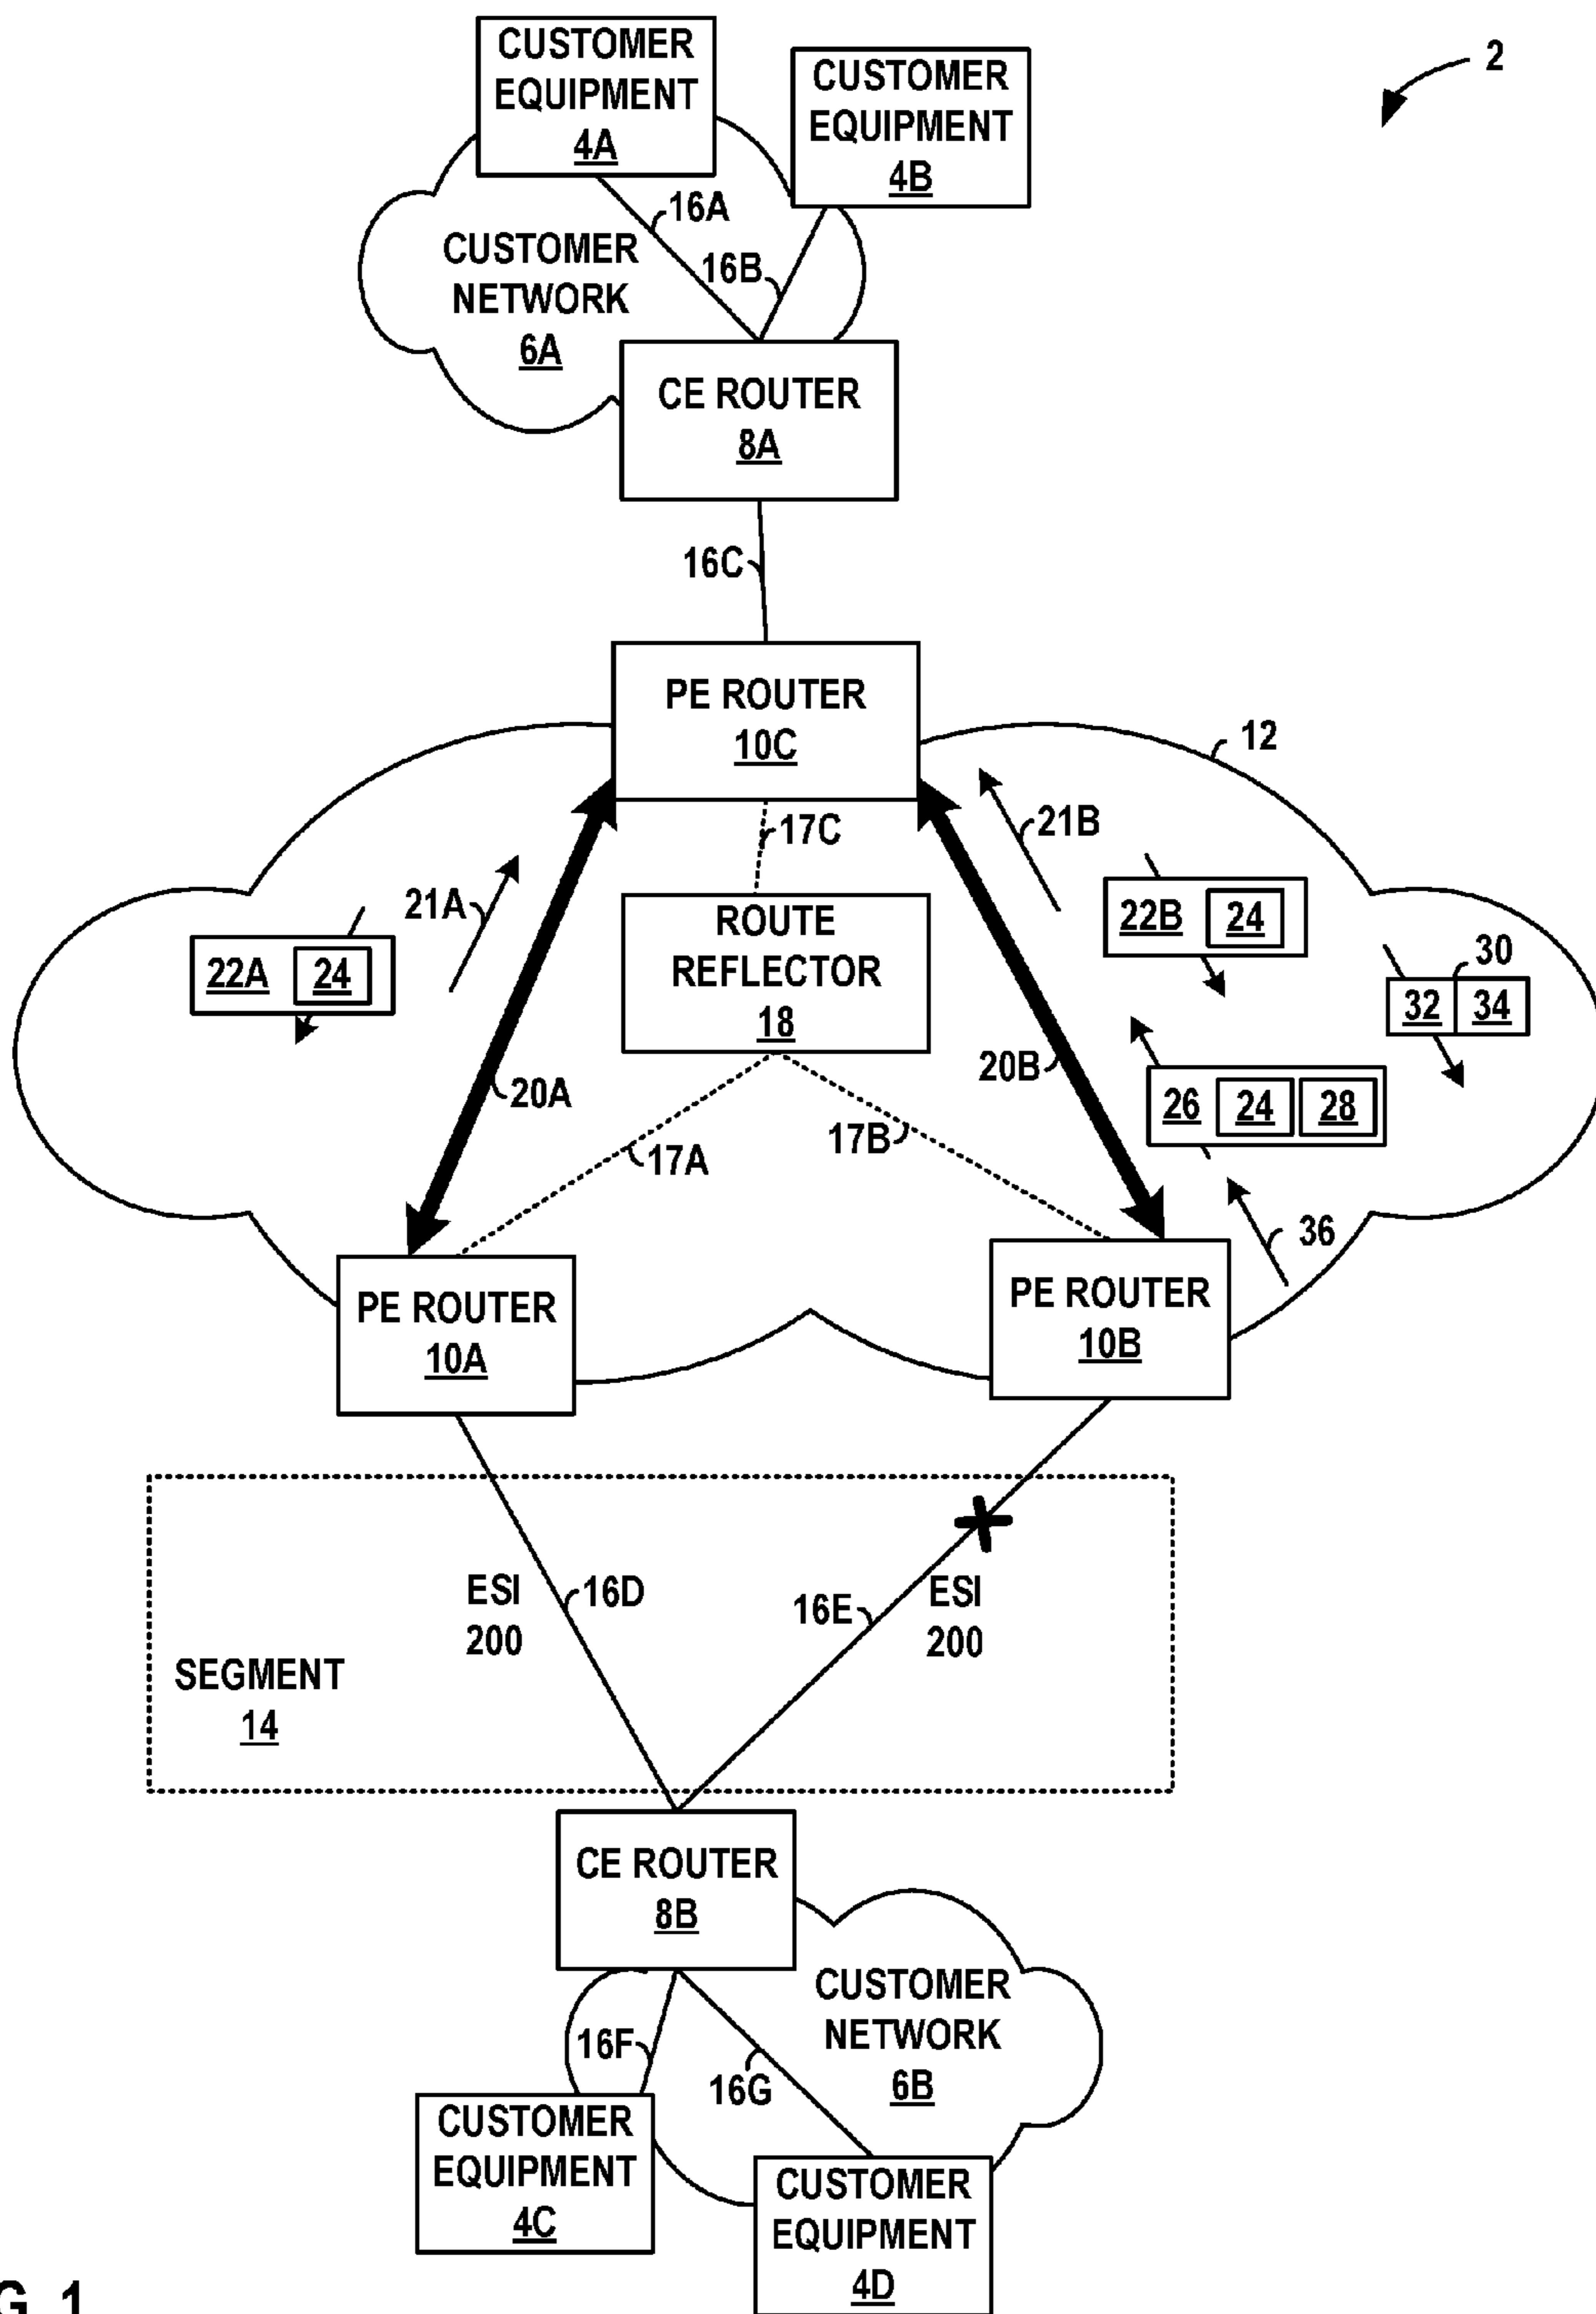 CUSTOMER
EQUIPMENT
4A
CUSTOMER
EQUIPMENT
4B
2
16A
16B
CUSTOMER
NETWORK
6A
CE ROUTER
8A
16C
PE ROUTER
10C
12
17C
21B
21A
22A 24
ROUTE
REFLECTOR
18
22B 24
30
32 34
20A
20B
26 24 28
17A
17B
36
PE ROUTER
10A
PE ROUTER
10B
ESI
200
16D
16E
ESI
200
SEGMENT
14
CE ROUTER
8B
CUSTOMER
NETWORK
6B
16F
16G
CUSTOMER
EQUIPMENT
4C
CUSTOMER
EQUIPMENT
4D
G. 1